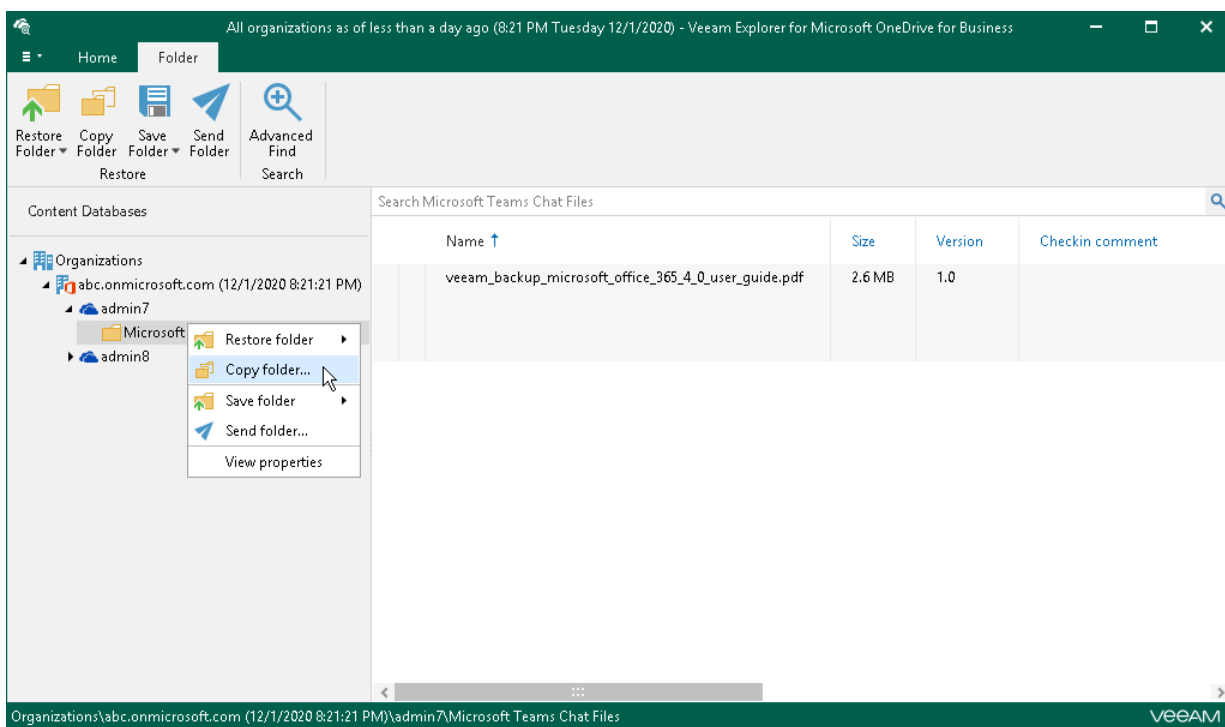 All organizations as of less than a day ago (8:21 PM Tuesday 12/1/2020) - Veeam Explorer for Microsoft OneDrive for Business
Home Folder
Restore Folder
Copy Folder
Save Folder
Send Folder
Advanced Find
Restore Search
Content Databases
Search Microsoft Teams Chat Files
Name Size Version Checkin comment
Organizations
abc.onmicrosoft.com (12/1/2020 8:21:21 PM)
admin7
Microsoft
admin8
veeam_backup_microsoft_office_365_4_0_user_guide.pdf 2.6 MB 1.0
Restore folder
Copy folder...
Save folder
Send folder...
View properties
Organizations\abc.onmicrosoft.com (12/1/2020 8:21:21 PM)\admin7\Microsoft Teams Chat Files
veeAM